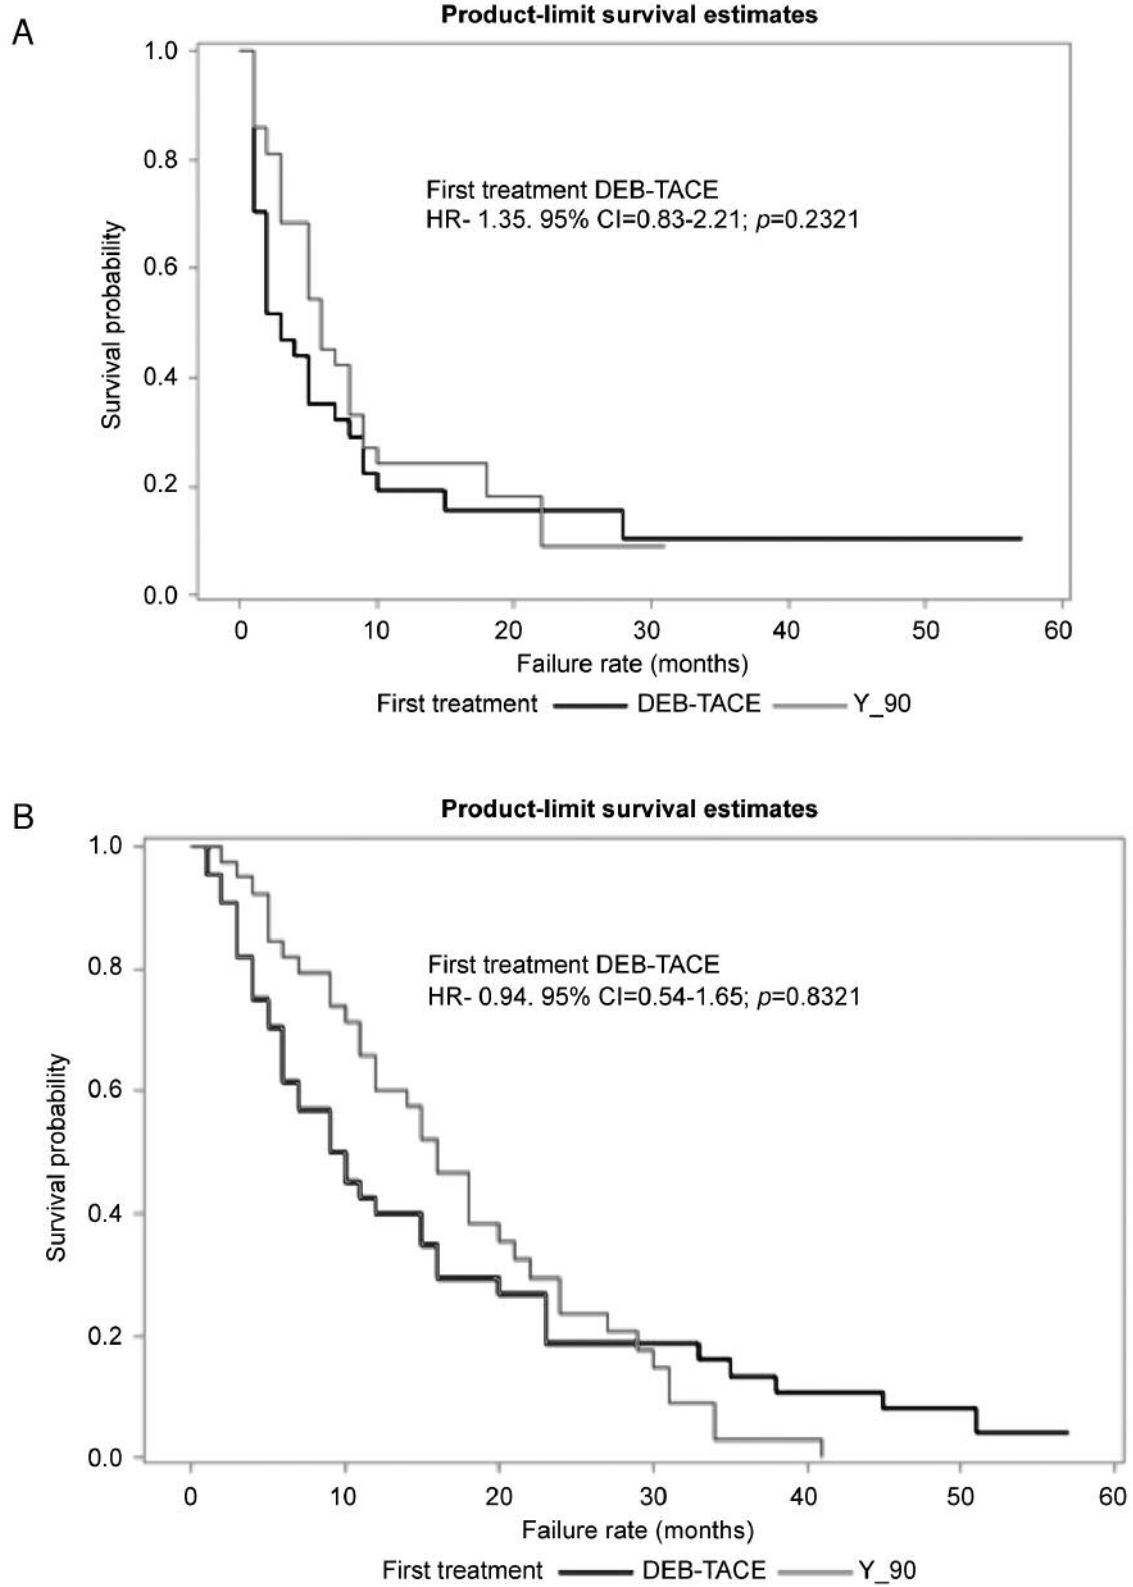 A
Product-limit survival estimates
1.0
0.8
0.6
0.4
0.2
0.0
Survival probability
First treatment DEB-TACE
HR- 1.35. 95% CI=0.83-2.21; p=0.2321
0 10 20 30 40 50 60
Failure rate (months)
First treatment DEB-TACE Y_90
B
Product-limit survival estimates
1.0
0.8
0.6
0.4
0.2
0.0
Survival probability
First treatment DEB-TACE
HR- 0.94. 95% CI=0.54-1.65; p=0.8321
0 10 20 30 40 50 60
Failure rate (months)
First treatment DEB-TACE Y_90